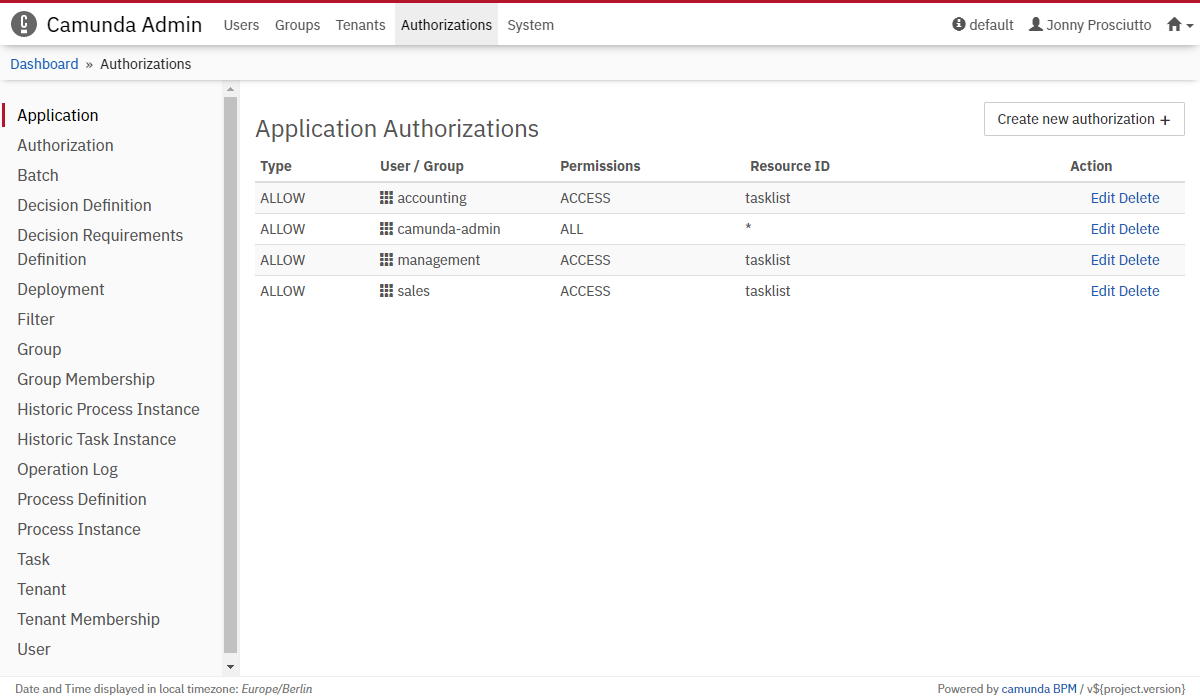 Camunda Admin Users Groups Tenants Authorizations System default Jonny Prosciutto
Dashboard » Authorizations
Application
Authorization
Batch
Decision Definition
Decision Requirements
Definition
Deployment
Filter
Group
Group Membership
Historic Process Instance
Historic Task Instance
Operation Log
Process Definition
Process Instance
Task
Tenant
Tenant Membership
User
Application Authorizations
Create new authorization +
Type User / Group Permissions Resource ID Action
ALLOW accounting ACCESS tasklist Edit Delete
ALLOW camunda-admin ALL * Edit Delete
ALLOW management ACCESS tasklist Edit Delete
ALLOW sales ACCESS tasklist Edit Delete
Date and Time displayed in local timezone: Europe/Berlin
Powered by camunda BPM / v${project.version}